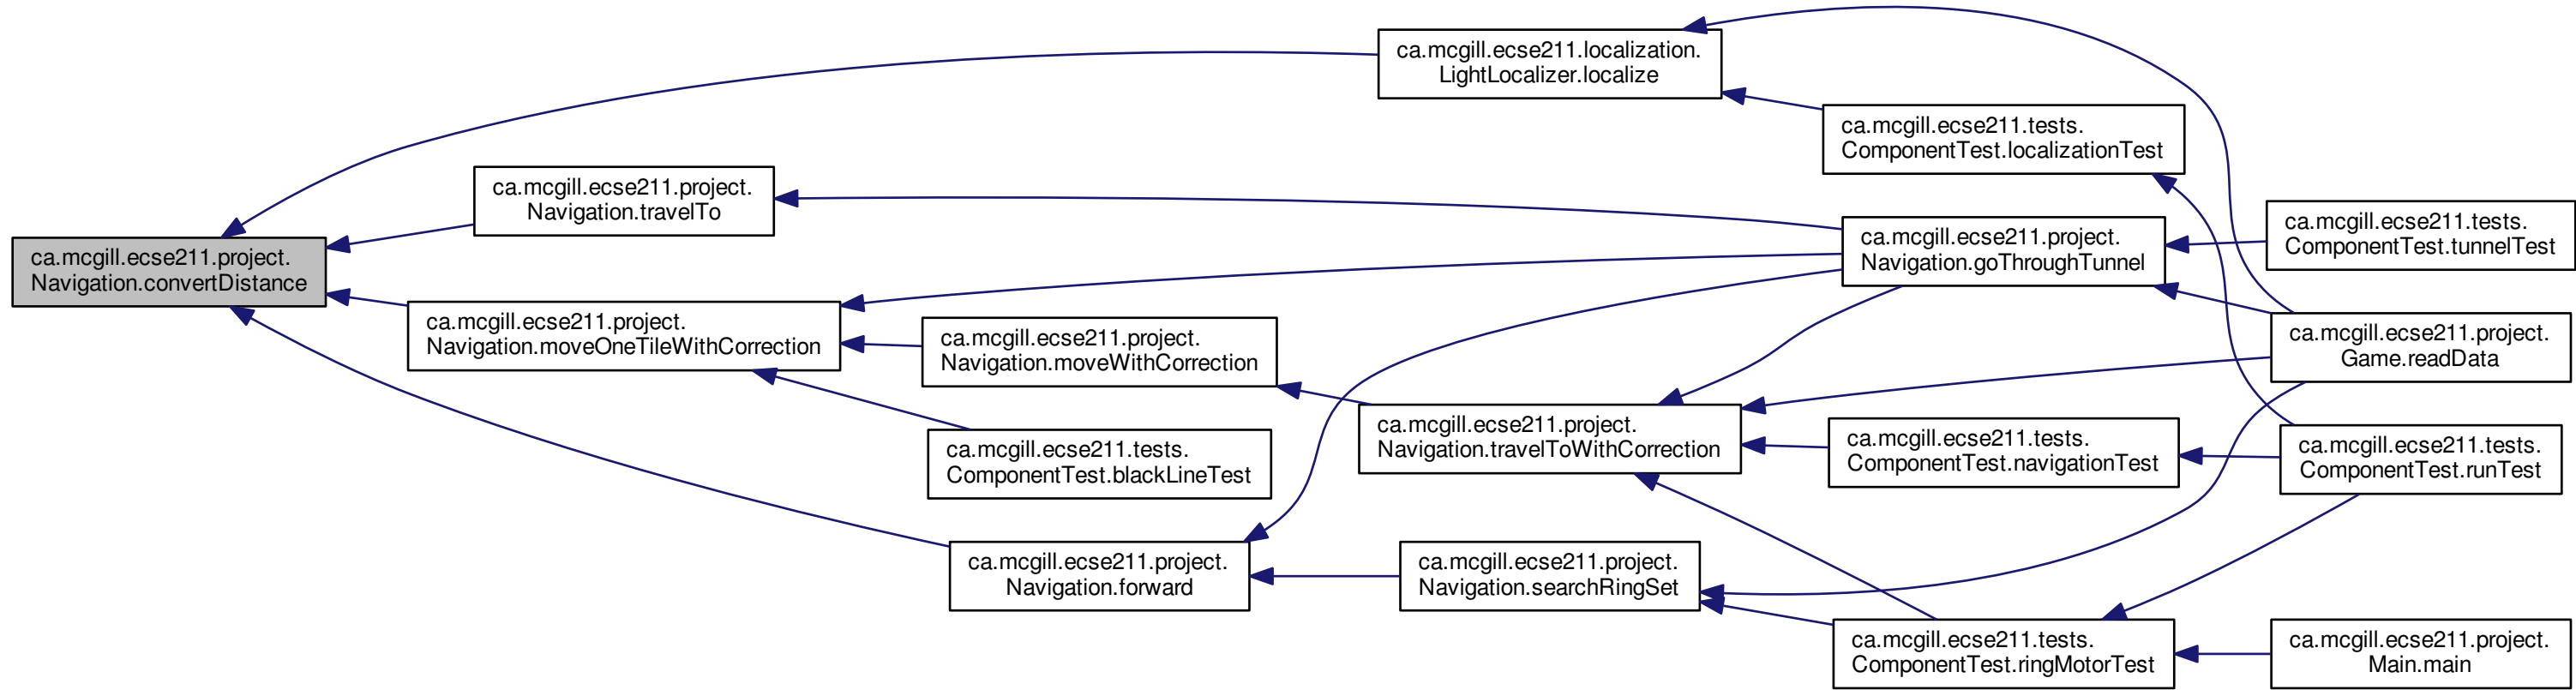 ca.mcgill.ecse211.project.
Navigation.convertDistance
ca.mcgill.ecse211.localization.
LightLocalizer.localize
ca.mcgill.ecse211.tests.
ComponentTest.localizationTest
ca.mcgill.ecse211.project.
Navigation.travelTo
ca.mcgill.ecse211.project.
Navigation.goThroughTunnel
ca.mcgill.ecse211.tests.
ComponentTest.tunnelTest
ca.mcgill.ecse211.project.
Navigation.moveOneTileWithCorrection
ca.mcgill.ecse211.project.
Navigation.moveWithCorrection
ca.mcgill.ecse211.project.
Game.readData
ca.mcgill.ecse211.tests.
ComponentTest.blackLineTest
ca.mcgill.ecse211.project.
Navigation.travelToWithCorrection
ca.mcgill.ecse211.tests.
ComponentTest.navigationTest
ca.mcgill.ecse211.tests.
ComponentTest.runTest
ca.mcgill.ecse211.project.
Navigation.forward
ca.mcgill.ecse211.project.
Navigation.searchRingSet
ca.mcgill.ecse211.tests.
ComponentTest.ringMotorTest
ca.mcgill.ecse211.project.
Main.main